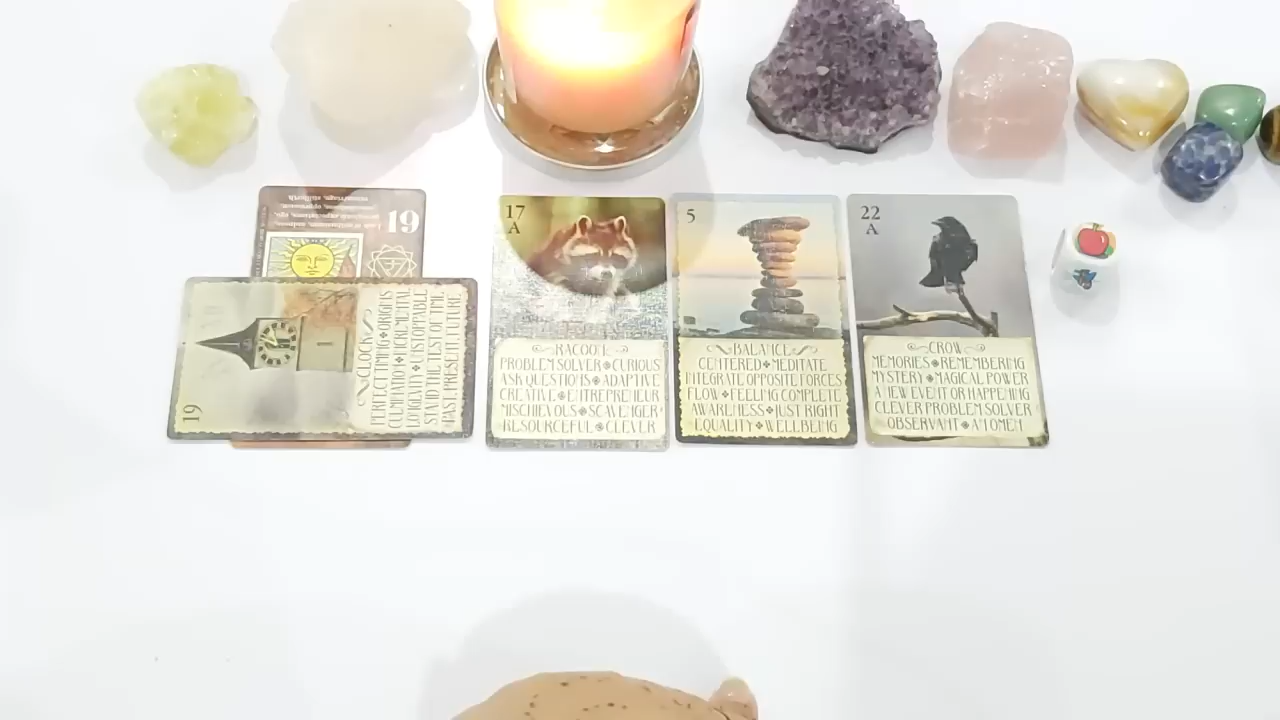 19
19
CLOCK
PERFECT TIMING❖ORIGINS
CULMINATION❖INCREMENTAL
LONGEVITY❖UNSTOPPABLE
STAND THE TEST OF TIME
PAST, PRESENT, FUTURE
17
A
RACOON
PROBLEM SOLVER❖CURIOUS
ASK QUESTIONS❖ADAPTIVE
CREATIVE❖ENTREPRENEUR
MISCHIEVOUS❖SCAVENGER
RESOURCEFUL❖CLEVER
5
BALANCE
CENTERED❖MEDITATE
INTEGRATE OPPOSITE FORCES
FLOW❖FEELING COMPLETE
AWARENESS❖JUST RIGHT
EQUALITY❖WELLBEING
22
A
CROW
MEMORIES❖REMEMBERING
MYSTERY❖MAGICAL POWER
A NEW EVENT OR HAPPENING
CLEVER PROBLEM SOLVER
OBSERVANT❖AN OMEN